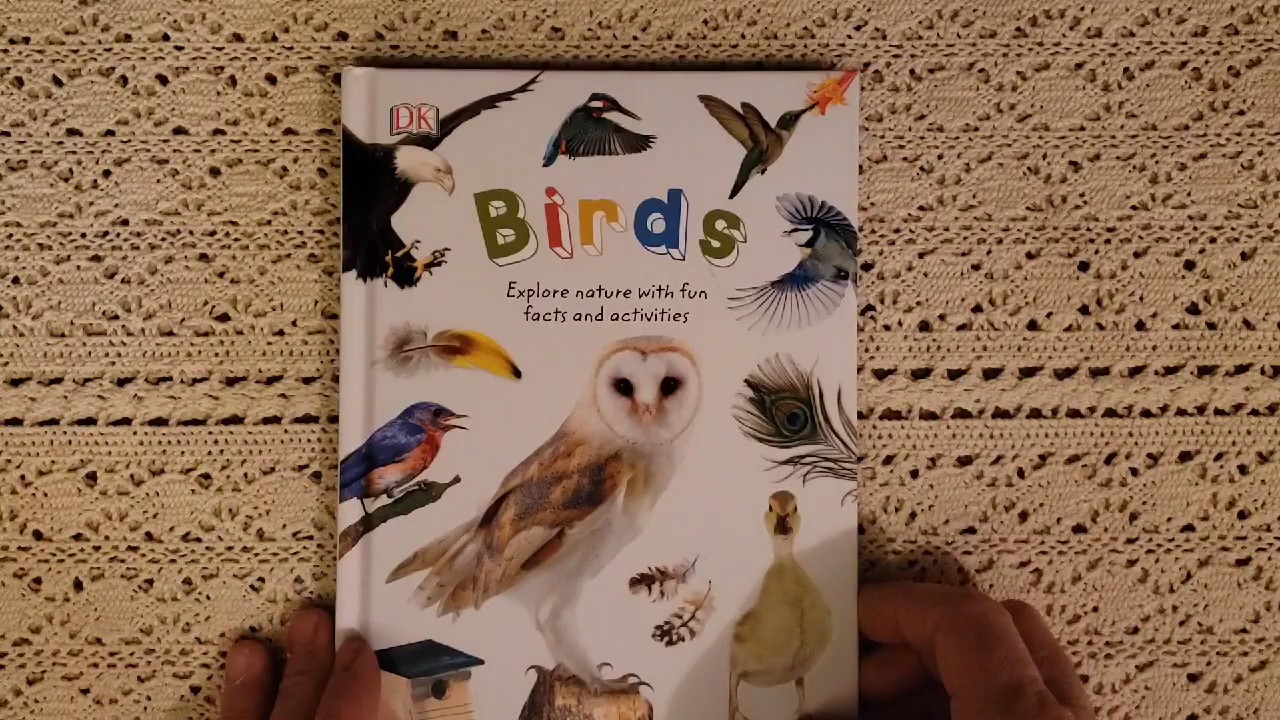 DK
Birds
Explore nature with fun
facts and activities